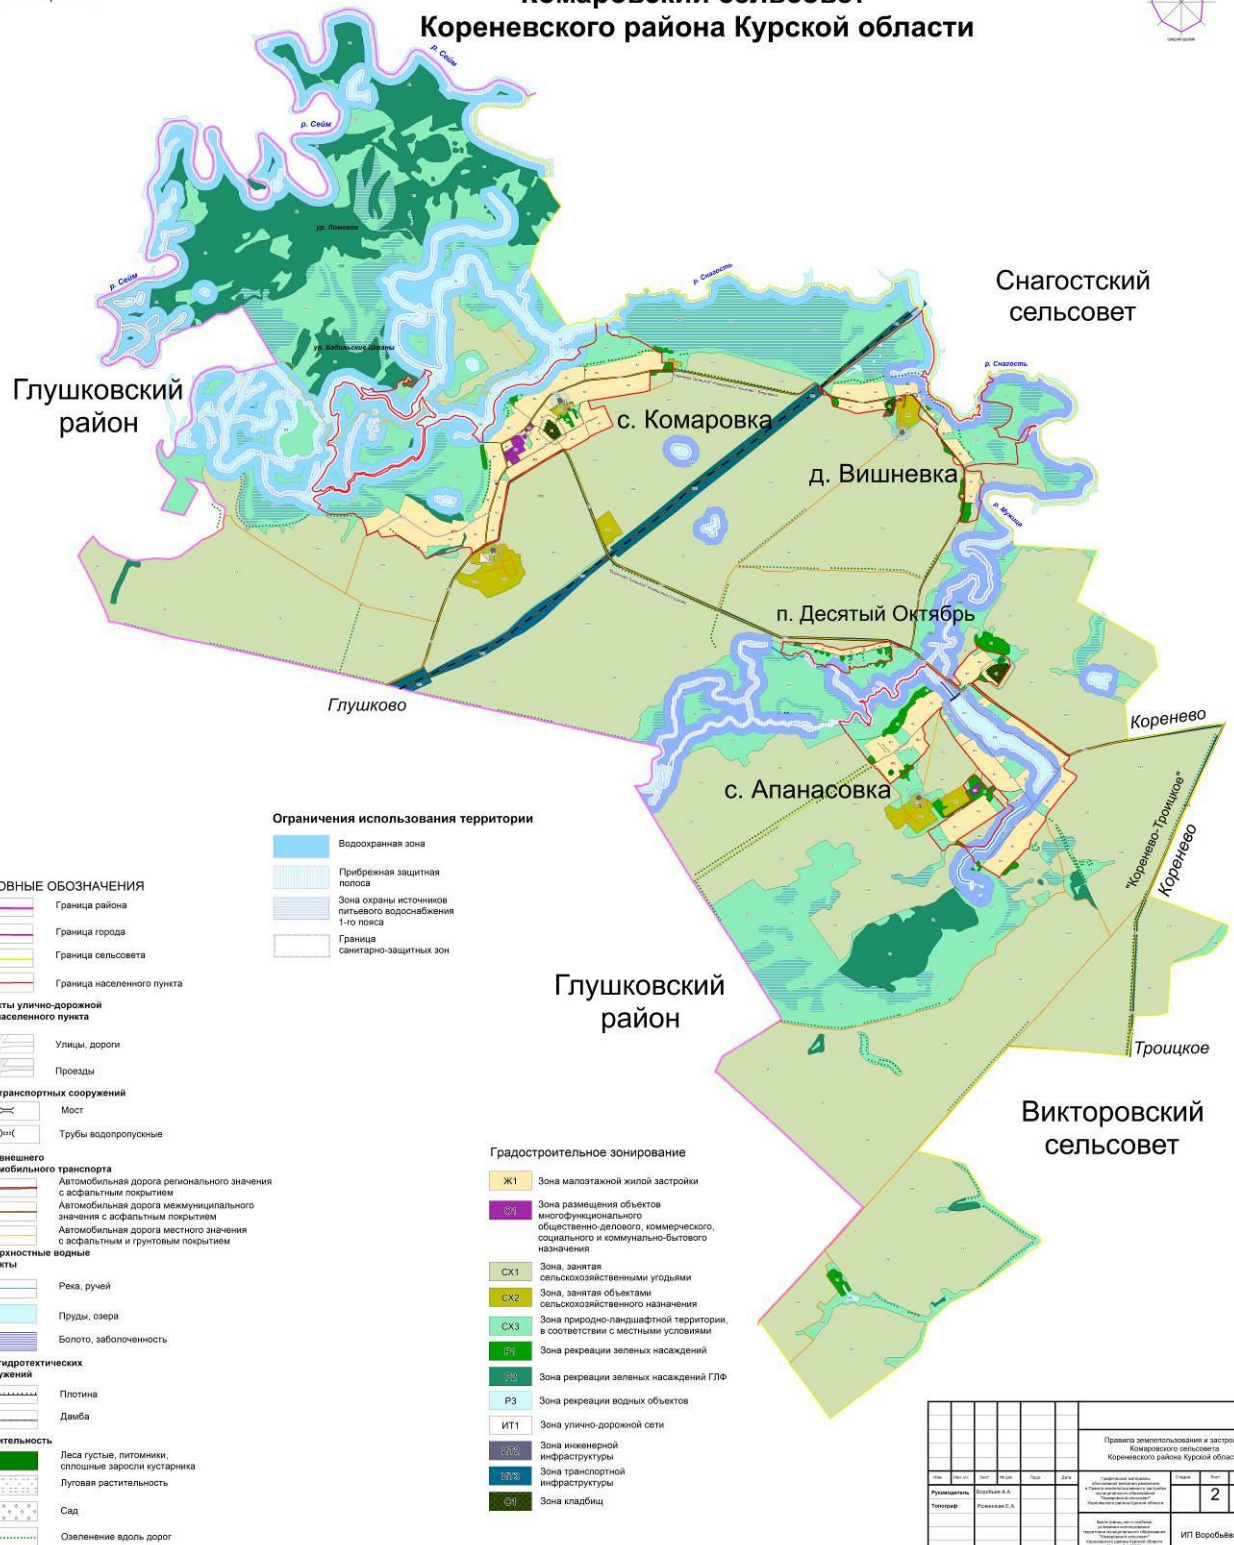 Комаровский сельсовет
Кореневского района Курской области
р. Сейм
р. Сейм
р. Сейм
ур. Ломовое
р. Снагость
Снагостский
сельсовет
р. Снагость
Глушковский
район
с. Комаровка
д. Вишневка
п. Десятый Октябрь
Глушково
Коренево
"Коренево-Троицкое"
Коренево
с. Апанасовка
Глушковский
район
Троицкое
Викторовский
сельсовет
Ограничения использования территории
Водоохранная зона
Прибрежная защитная
полоса
Зона охраны источников
питьевого водоснабжения
1-го пояса
Граница
санитарно-защитных зон
ОВНЫЕ ОБОЗНАЧЕНИЯ
Граница района
Граница города
Граница сельсовета
Граница населенного пункта
кты улично-дорожной
населенного пункта
Улицы, дороги
Проезды
транспортных сооружений
Мост
Трубы водопропускные
внешнего
мобильного транспорта
Автомобильная дорога регионального значения
с асфальтным покрытием
Автомобильная дорога межмуниципального
значения с асфальтным покрытием
Автомобильная дорога местного значения
с асфальтным и грунтовым покрытием
рхностные водные
кты
Река, ручей
Пруды, озера
Болото, заболоченность
гидротехтических
ужений
Плотина
Дамба
ительность
Леса густые, питомники,
сплошные заросли кустарника
Луговая растительность
Сад
Озеленение вдоль дорог
Градостроительное зонирование
Ж1 Зона малоэтажной жилой застройки
О1 Зона размещения объектов
многофункционального
общественно-делового, коммерческого,
социального и коммунально-бытового
назначения
СХ1 Зона, занятая
сельскохозяйственными угодьями
СХ2 Зона, занятая объектами
сельскохозяйственного назначения
СХ3 Зона природно-ландшафтной территории,
в соответствии с местными условиями
Р1 Зона рекреации зеленых насаждений
Р2 Зона рекреации зеленых насаждений ГЛФ
Р3 Зона рекреации водных объектов
ИТ1 Зона улично-дорожной сети
ИТ2 Зона инженерной
инфраструктуры
ИТ3 Зона транспортной
инфраструктуры
С1 Зона кладбищ
Правила землепользования и застро
Комаровского сельсовета
Кореневского района Курской облас
Руководитель Воробьёв А.А.
Топограф
2
ИП Воробьёв